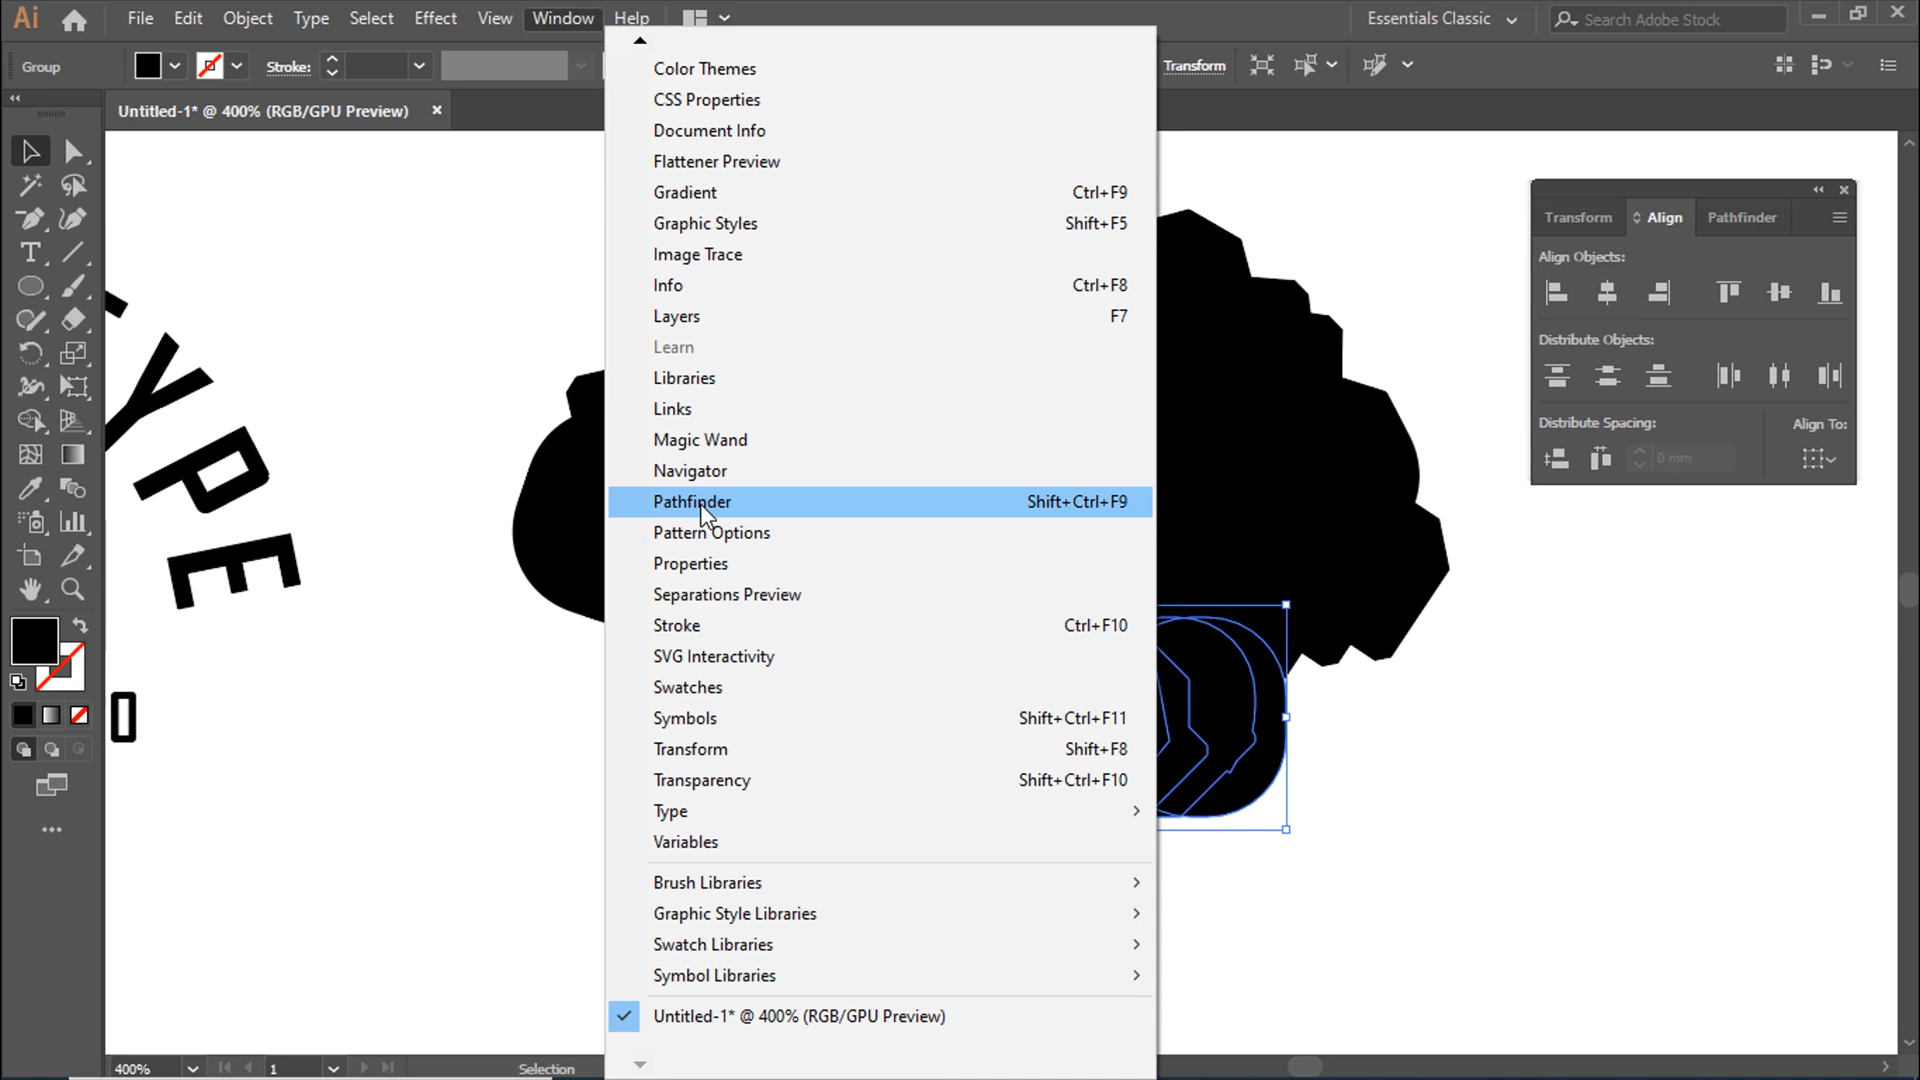 Ai File Edit Object Type Select Effect View Window Help Essentials Classic Search Adobe Stock
Group Stroke: Transform
Untitled-1* @ 400% (RGB/GPU Preview)
Color Themes
CSS Properties
Document Info
Flattener Preview
Gradient Ctrl+F9
Graphic Styles Shift+F5
Image Trace
Info Ctrl+F8
Layers F7
Learn
Libraries
Links
Magic Wand
Navigator
Pathfinder Shift+Ctrl+F9
Pattern Options
Properties
Separations Preview
Stroke Ctrl+F10
SVG Interactivity
Swatches
Symbols Shift+Ctrl+F11
Transform Shift+F8
Transparency Shift+Ctrl+F10
Type
Variables
Brush Libraries
Graphic Style Libraries
Swatch Libraries
Symbol Libraries
Untitled-1* @ 400% (RGB/GPU Preview)
Transform Align Pathfinder
Align Objects:
Distribute Objects:
Distribute Spacing: Align To:
0 mm
YPE
400% 1 Selection